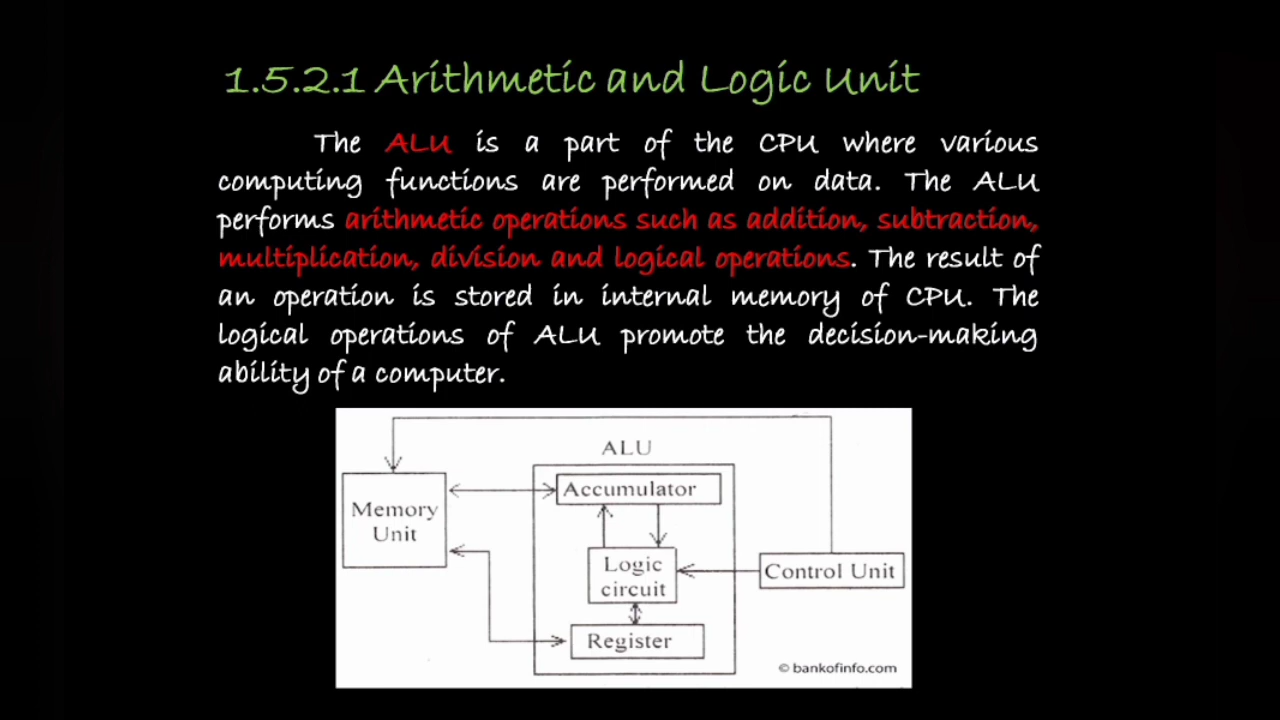 1.5.2.1 Arithmetic and Logic Unit
The ALU is a part of the CPU where various
computing functions are performed on data. The ALU
performs arithmetic operations such as addition, subtraction,
multiplication, division and logical operations. The result of
an operation is stored in internal memory of CPU. The
logical operations of ALU promote the decision-making
ability of a computer.
ALU
Accumulator
Memory
Unit
Logic
circuit
Control Unit
Register
© bankofinfo.com